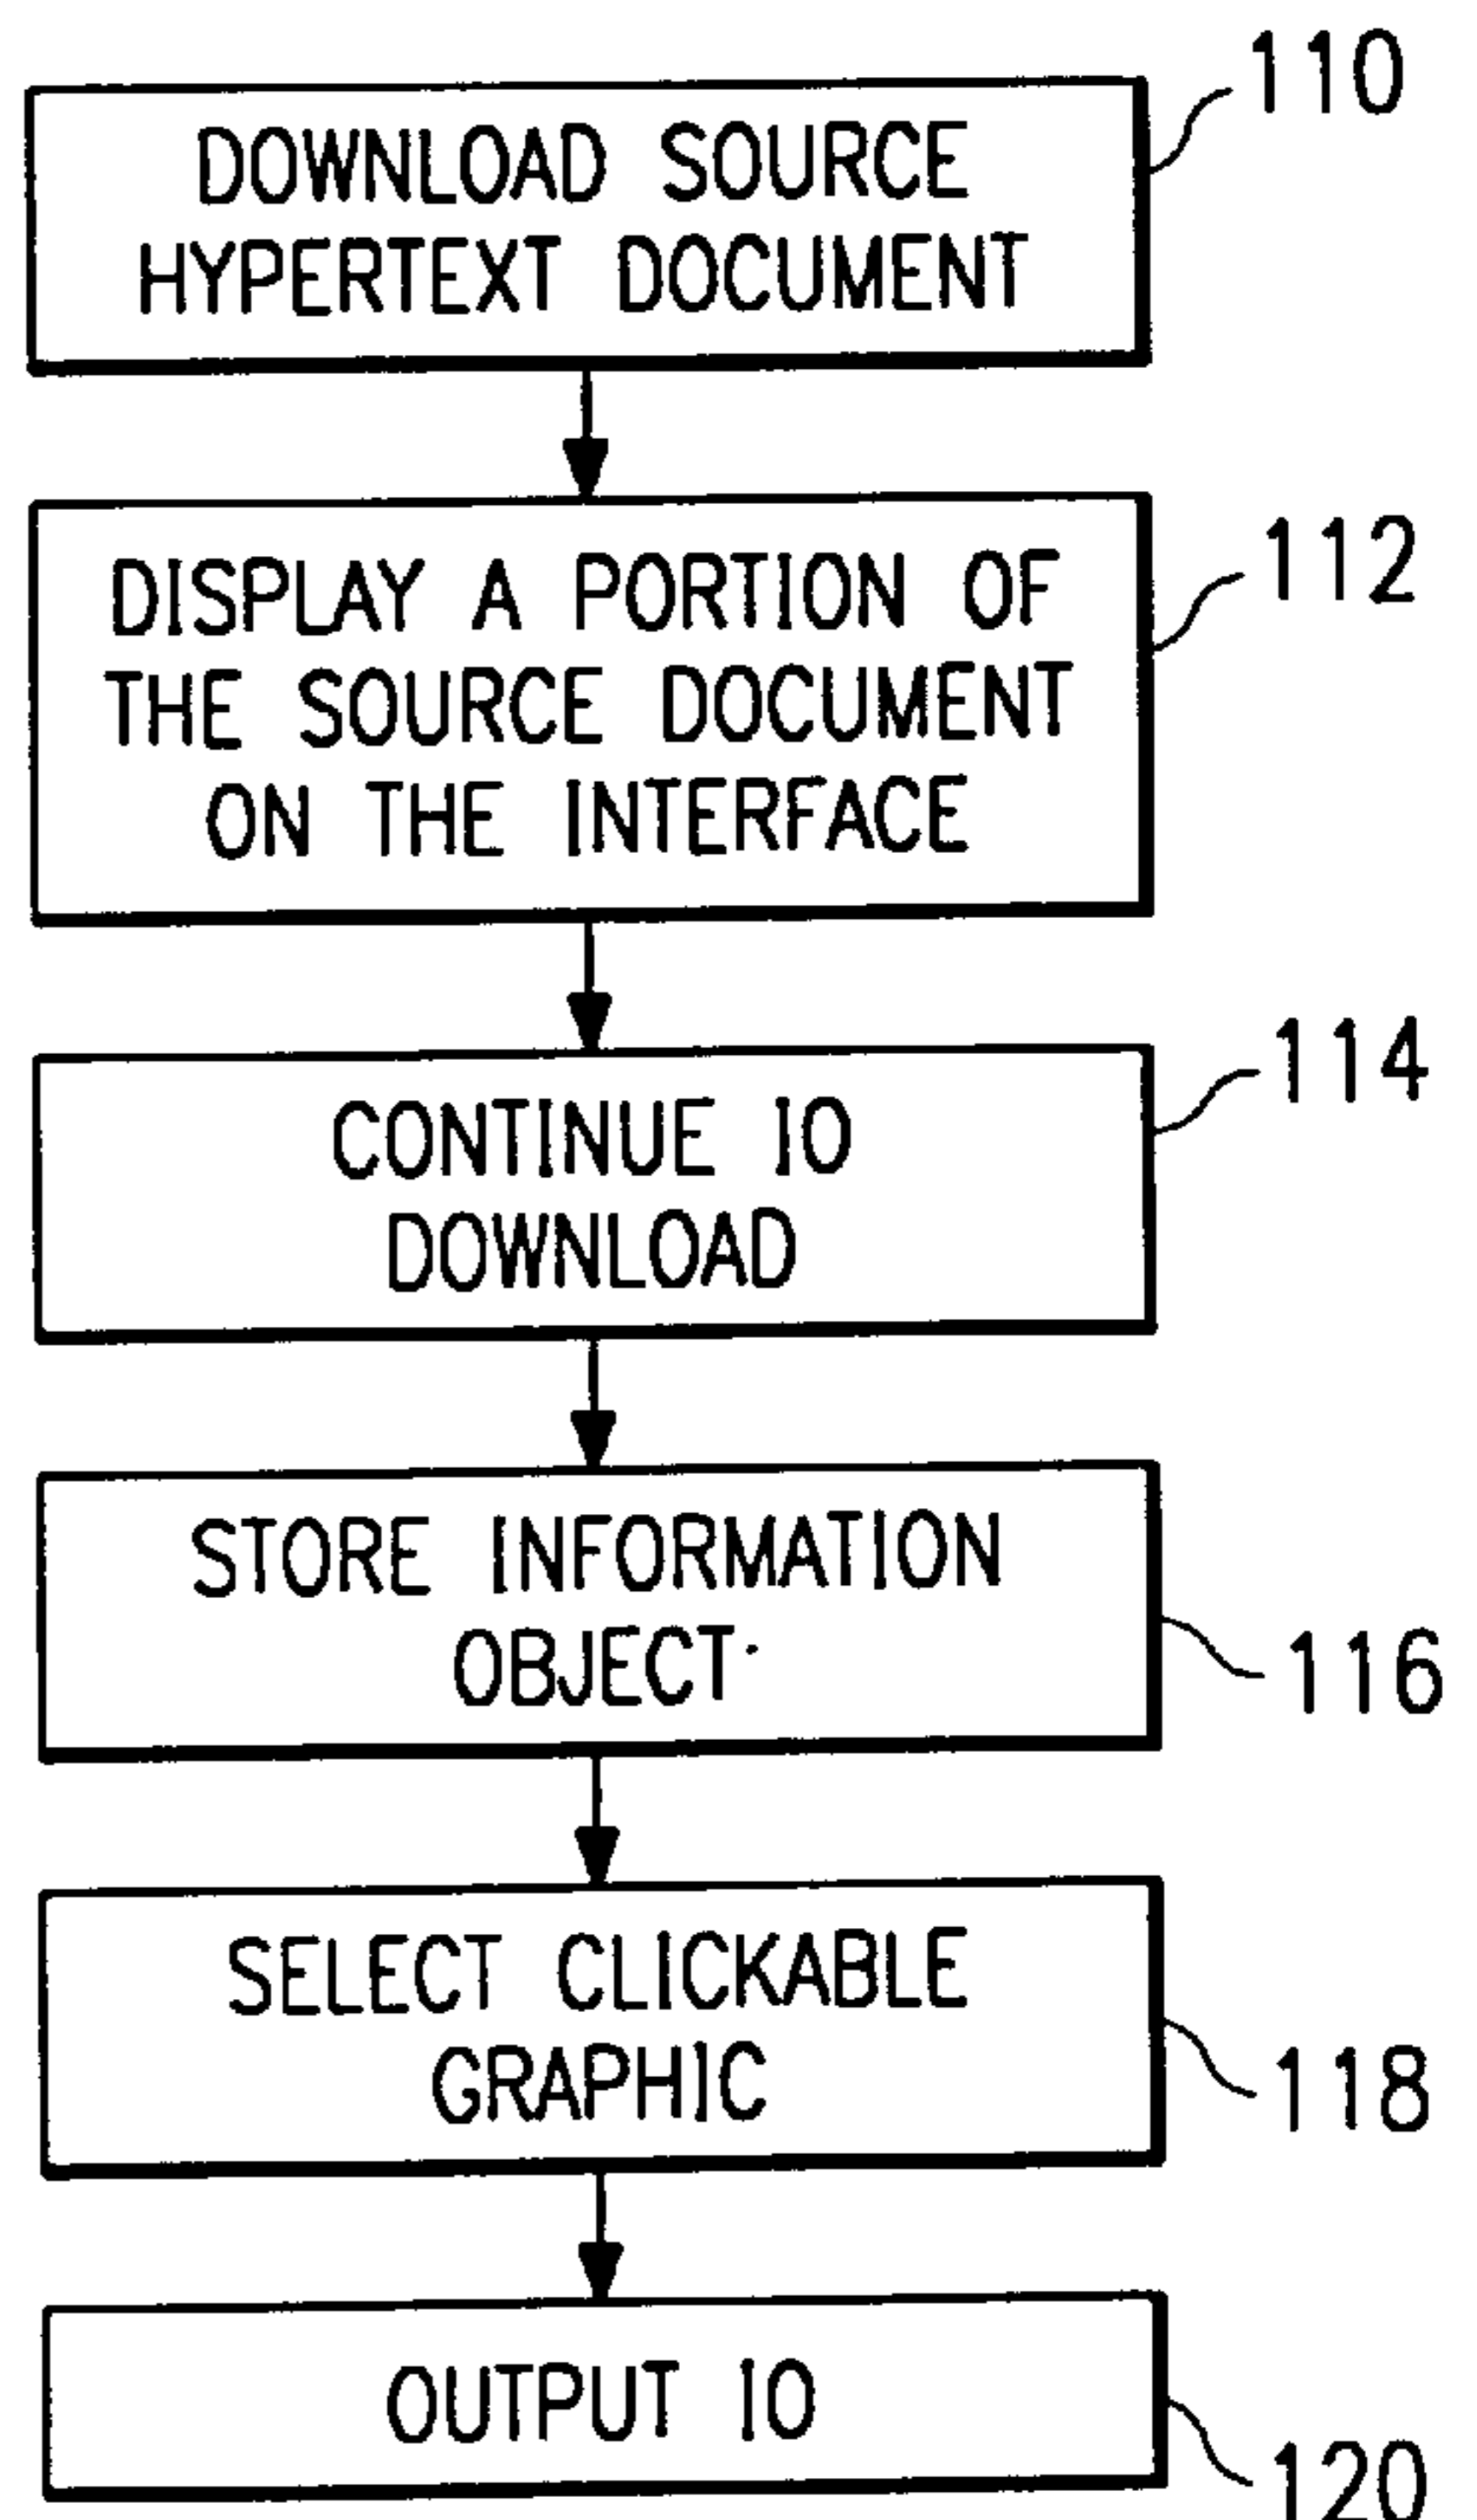 110
DOWNLOAD SOURCE
HYPERTEXT DOCUMENT
112
DISPLAY A PORTION OF
THE SOURCE DOCUMENT
ON THE INTERFACE
114
CONTINUE IO
DOWNLOAD
STORE INFORMATION
OBJECT
116
SELECT CLICKABLE
GRAPHIC
118
OUTPUT IO
120